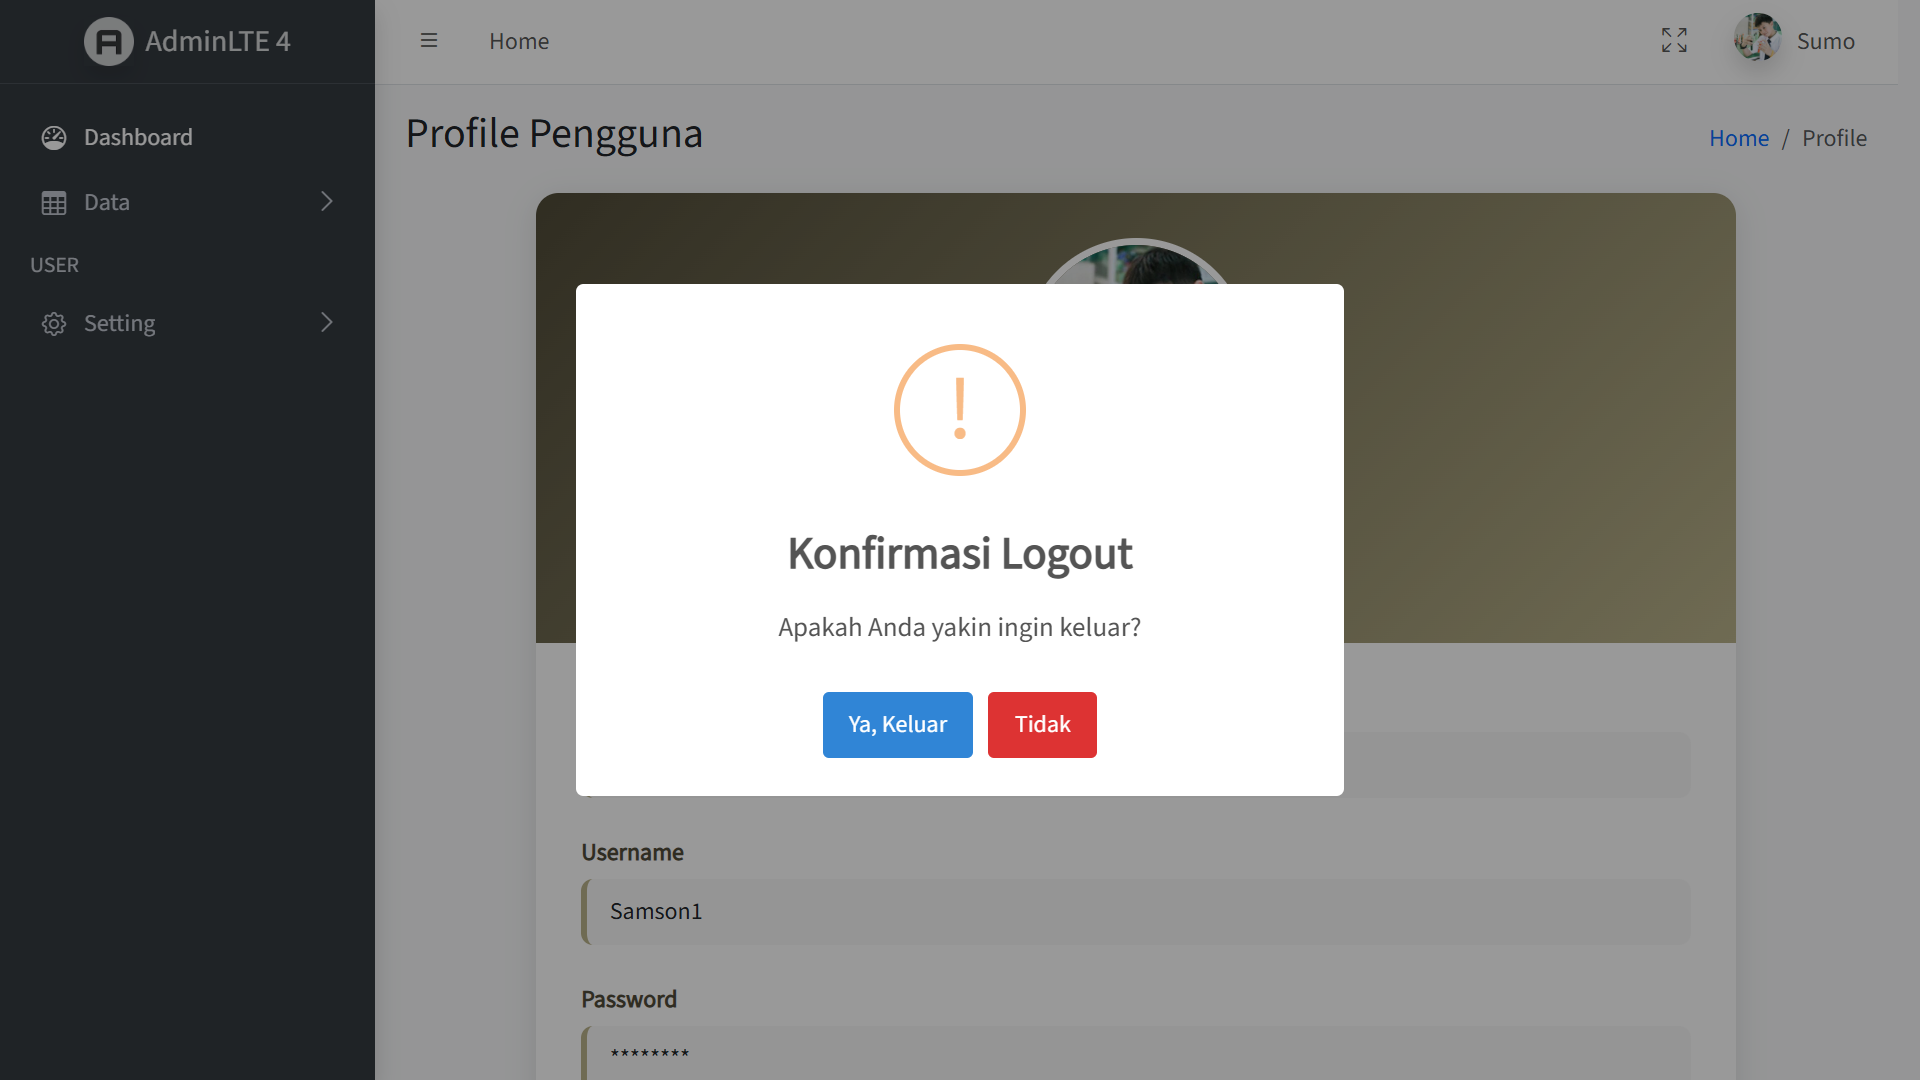 AdminLTE 4
Home
Sumo
Dashboard
Data
USER
Setting
Profile Pengguna
Home / Profile
!
Konfirmasi Logout
Apakah Anda yakin ingin keluar?
Ya, Keluar
Tidak
Username
Samson1
Password
********